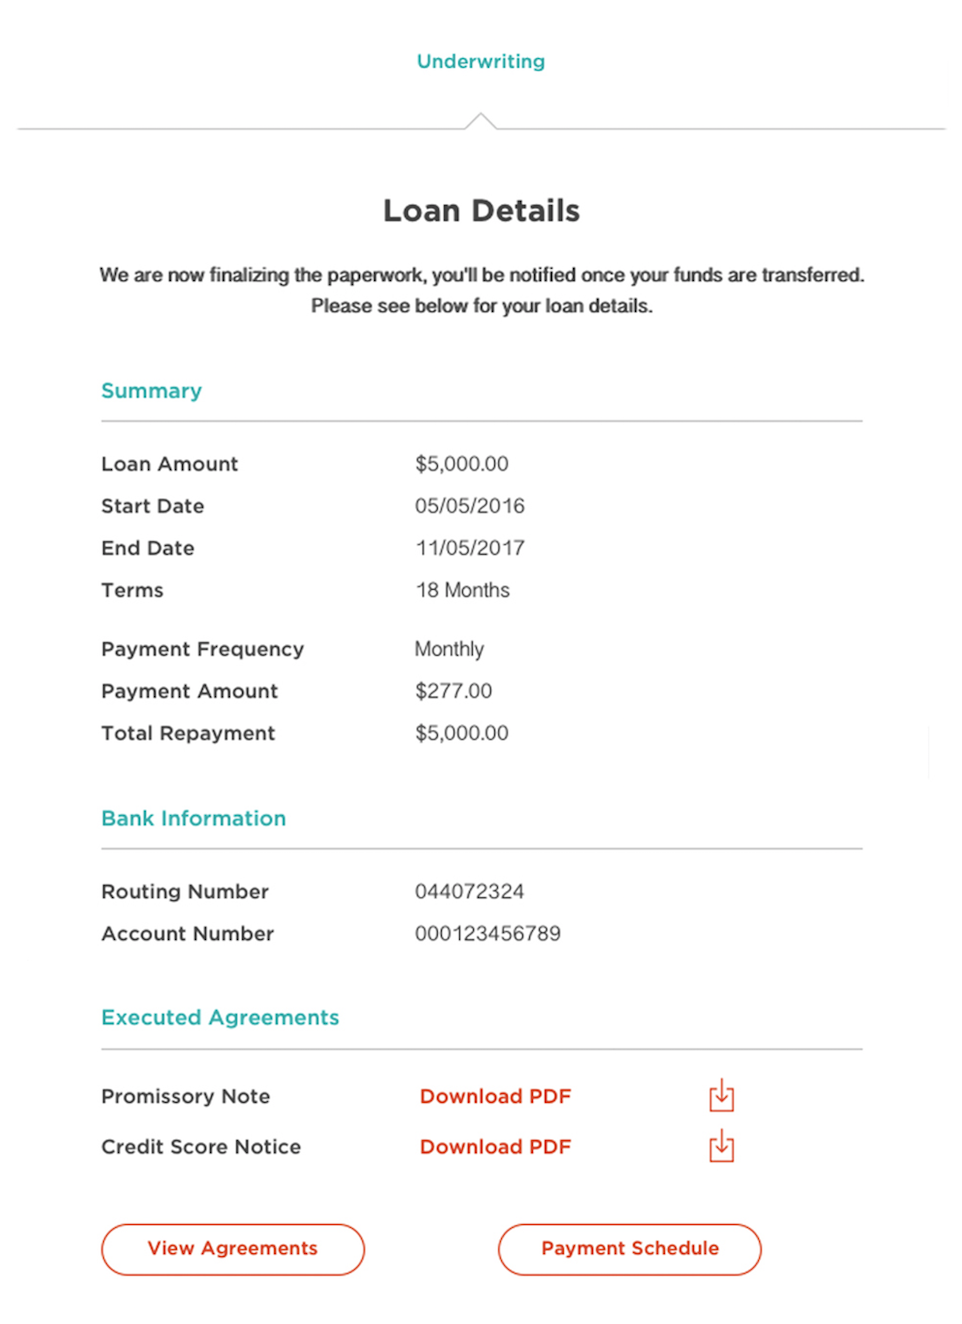 Underwriting
Loan Details
We are now finalizing the paperwork, you'll be notified once your funds are transferred.
Please see below for your loan details.
Summary
Loan Amount $5,000.00
Start Date 05/05/2016
End Date 11/05/2017
Terms 18 Months
Payment Frequency Monthly
Payment Amount $277.00
Total Repayment $5,000.00
Bank Information
Routing Number 044072324
Account Number 000123456789
Executed Agreements
Promissory Note Download PDF
Credit Score Notice Download PDF
View Agreements Payment Schedule